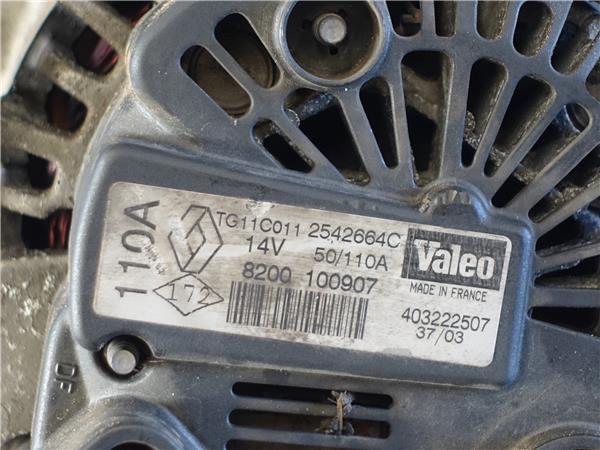 110A
TG11C011 2542664C
14V 50/110A
8200 100907
172
Valeo
MADE IN FRANCE
403222507
37/03
DF